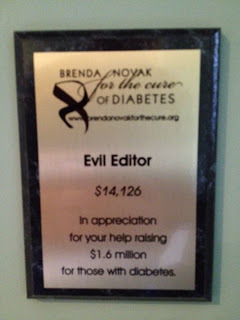 BRENDA NOVAK
for the cure
OF DIABETES
www.brendanovakforthecure.org
Evil Editor
$14,126
In appreciation
for your help raising
$1.6 million
for those with diabetes.